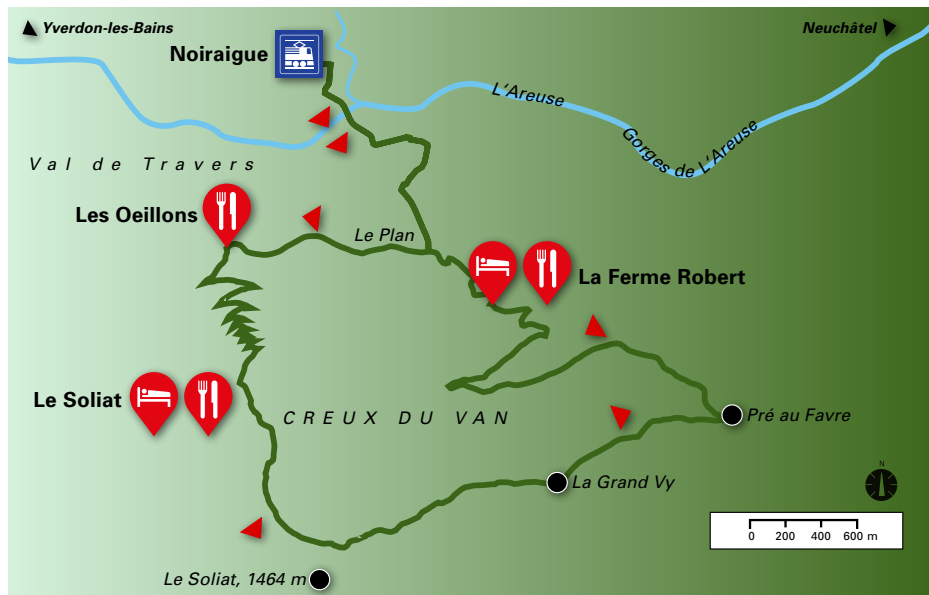 Yverdon-les-Bains
Neuchâtel
Noiraigue
L'Areuse
Gorges de L'Areuse
Val de Travers
Les Oeillons
Le Plan
La Ferme Robert
Le Soliat
CREUX DU VAN
Pré au Favre
La Grand Vy
N
0 200 400 600 m
Le Soliat, 1464 m